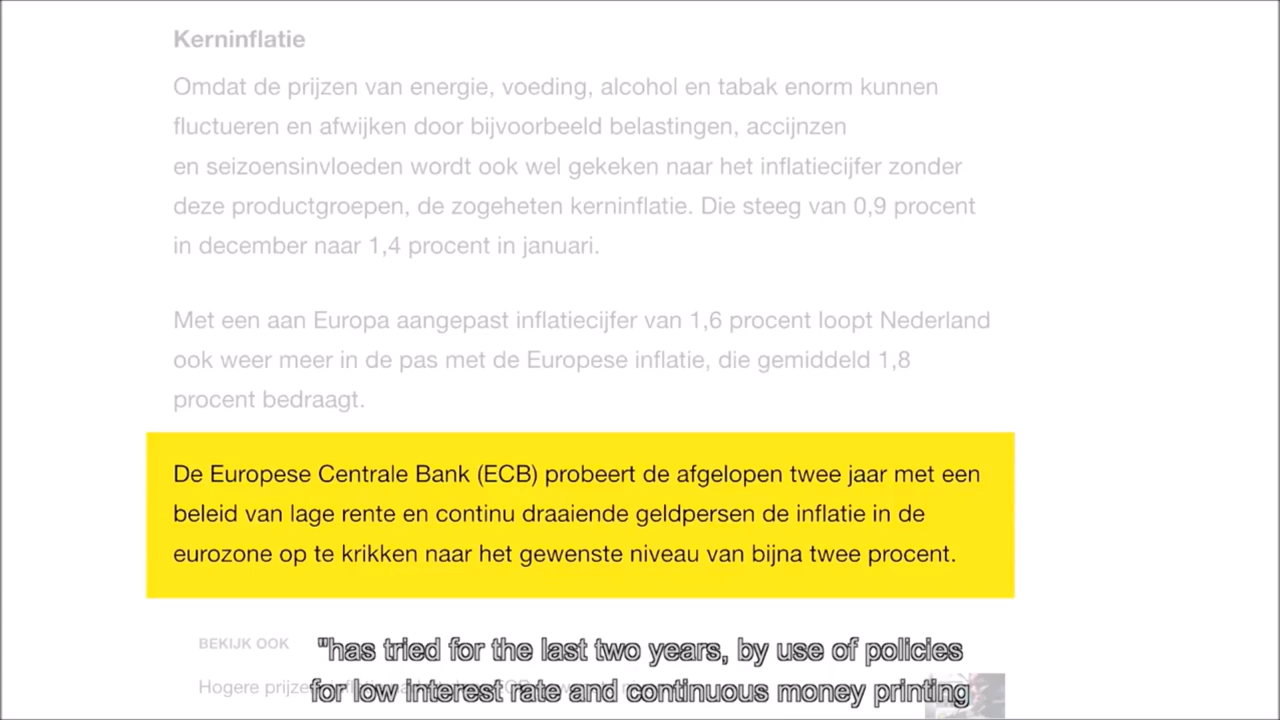 Kerninflatie
Omdat de prijzen van energie, voeding, alcohol en tabak enorm kunnen
fluctueren en afwijken door bijvoorbeeld belastingen, accijnzen
en seizoensinvloeden wordt ook wel gekeken naar het inflatiecijfer zonder
deze productgroepen, de zogeheten kerninflatie. Die steeg van 0,9 procent
in december naar 1,4 procent in januari.
Met een aan Europa aangepast inflatiecijfer van 1,6 procent loopt Nederland
ook weer meer in de pas met de Europese inflatie, die gemiddeld 1,8
procent bedraagt.
De Europese Centrale Bank (ECB) probeert de afgelopen twee jaar met een
beleid van lage rente en continu draaiende geldpersen de inflatie in de
eurozone op te krikken naar het gewenste niveau van bijna twee procent.
BEKIJK OOK
"has tried for the last two years, by use of policies
Hogere
for low interest rate and continuous money printing